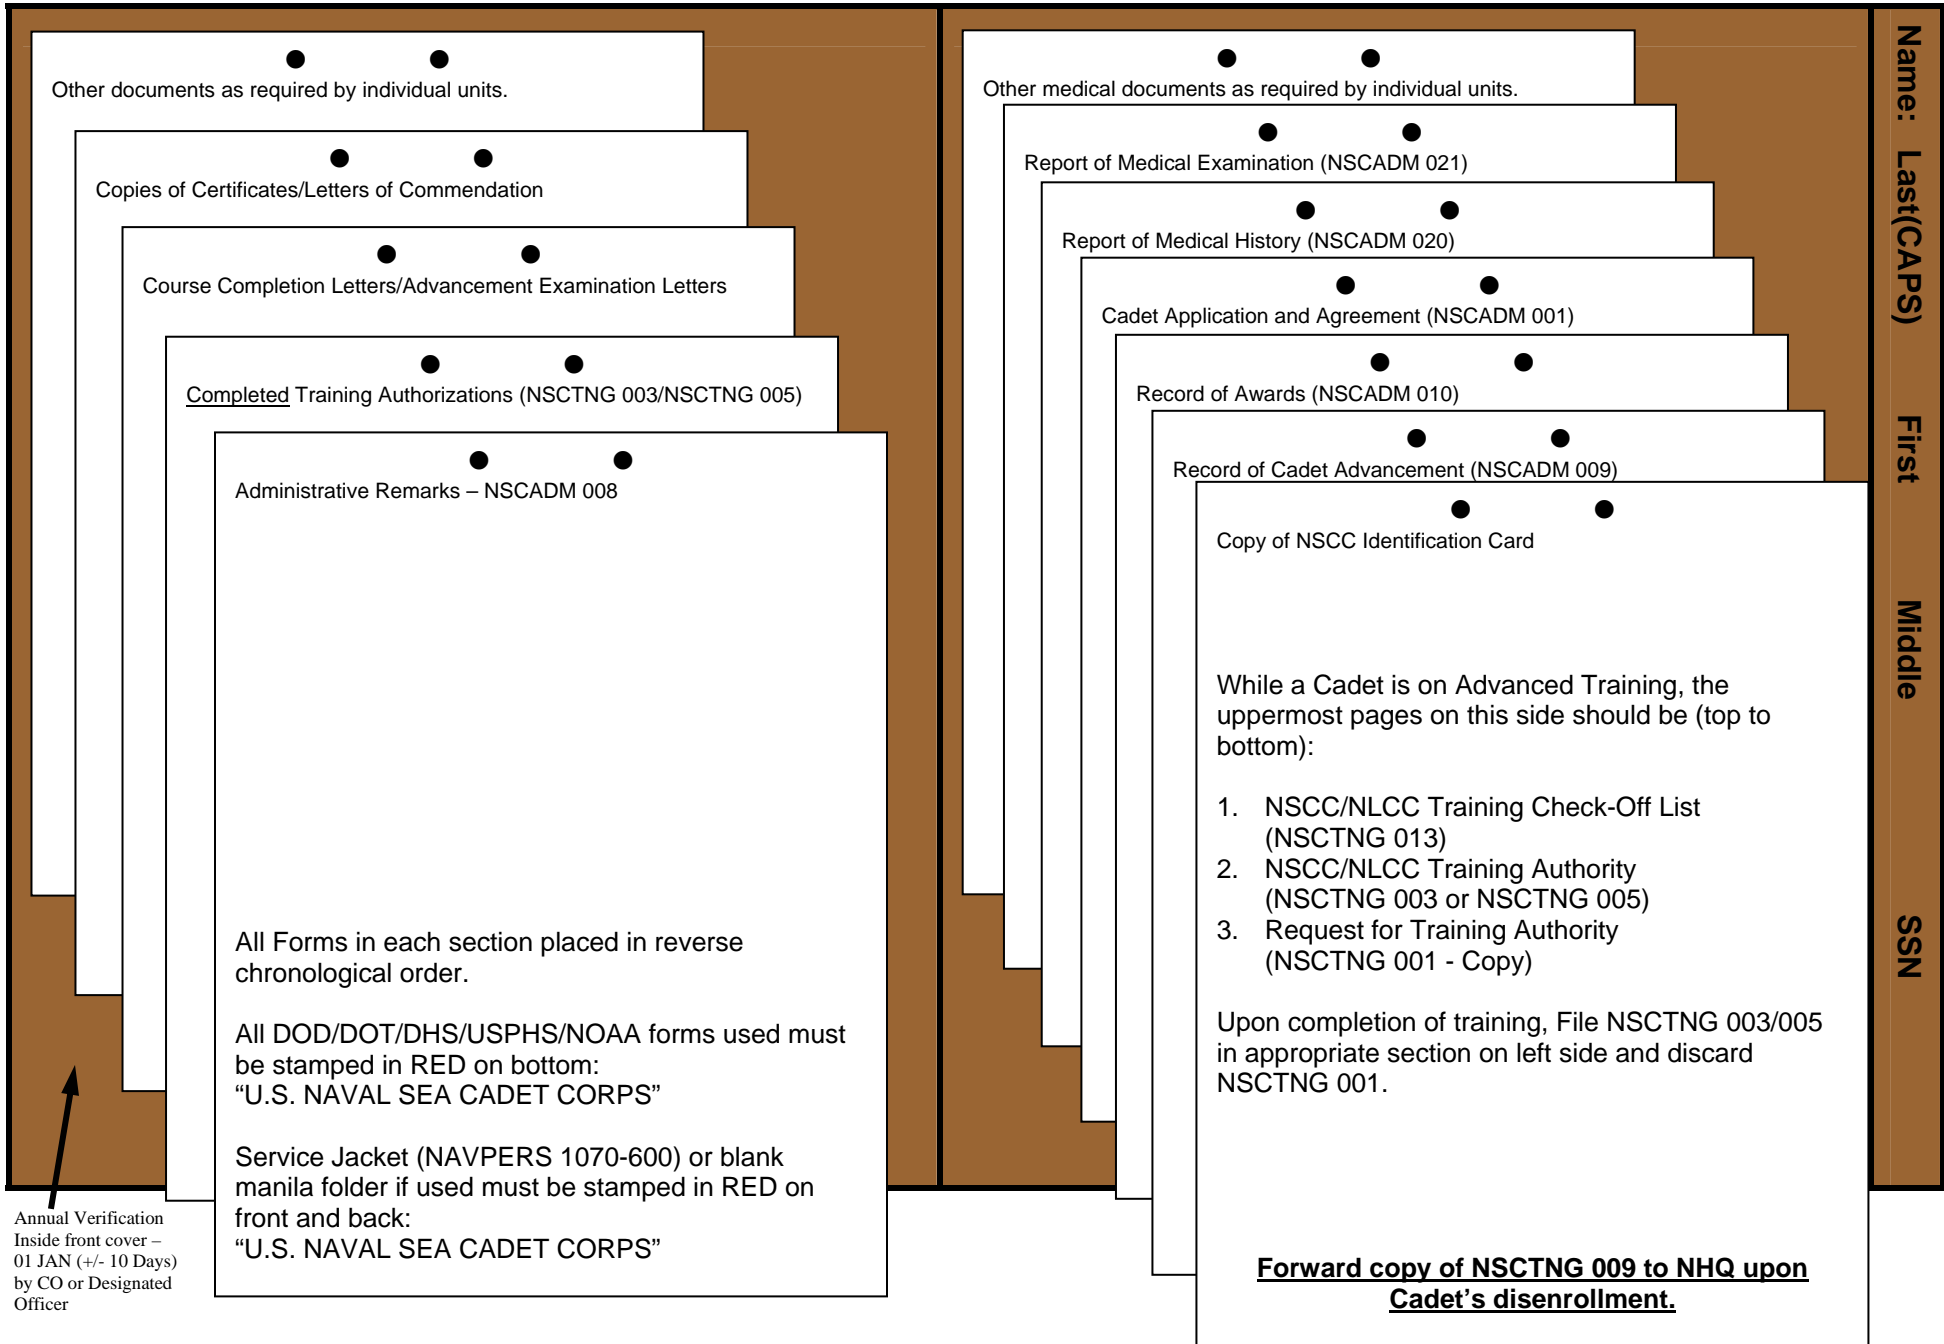 Other documents as required by individual units.
Copies of Certificates/Letters of Commendation
Course Completion Letters/Advancement Examination Letters
Completed Training Authorizations (NSCTNG 003/NSCTNG 005)
Administrative Remarks – NSCADM 008
All Forms in each section placed in reverse
chronological order.
All DOD/DOT/DHS/USPHS/NOAA forms used must
be stamped in RED on bottom:
“U.S. NAVAL SEA CADET CORPS”
Service Jacket (NAVPERS 1070-600) or blank
manila folder if used must be stamped in RED on
front and back:
“U.S. NAVAL SEA CADET CORPS”
Annual Verification
Inside front cover –
01 JAN (+/- 10 Days)
by CO or Designated
Officer
Other medical documents as required by individual units.
Report of Medical Examination (NSCADM 021)
Report of Medical History (NSCADM 020)
Cadet Application and Agreement (NSCADM 001)
Record of Awards (NSCADM 010)
Record of Cadet Advancement (NSCADM 009)
Copy of NSCC Identification Card
While a Cadet is on Advanced Training, the
uppermost pages on this side should be (top to
bottom):
1. NSCC/NLCC Training Check-Off List
(NSCTNG 013)
2. NSCC/NLCC Training Authority
(NSCTNG 003 or NSCTNG 005)
3. Request for Training Authority
(NSCTNG 001 - Copy)
Upon completion of training, File NSCTNG 003/005
in appropriate section on left side and discard
NSCTNG 001.
Forward copy of NSCTNG 009 to NHQ upon
Cadet’s disenrollment.
Name: Last(CAPS) First Middle SSN